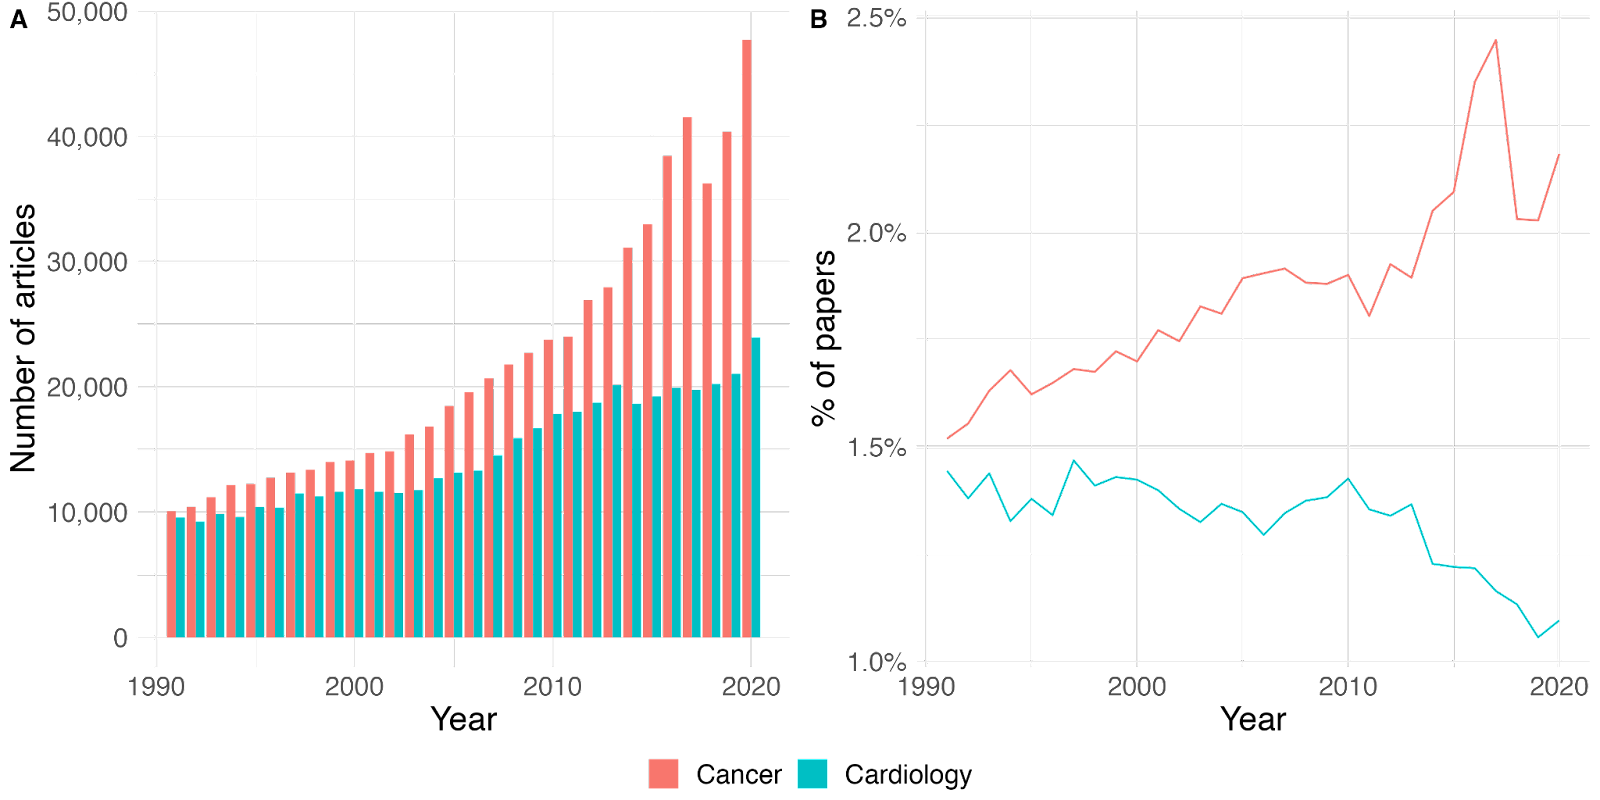 A
50,000
40,000
30,000
20,000
10,000
0
Number of articles
1990 2000 2010 2020
Year
B
2.5%
2.0%
1.5%
1.0%
% of papers
1990 2000 2010 2020
Year
Cancer Cardiology